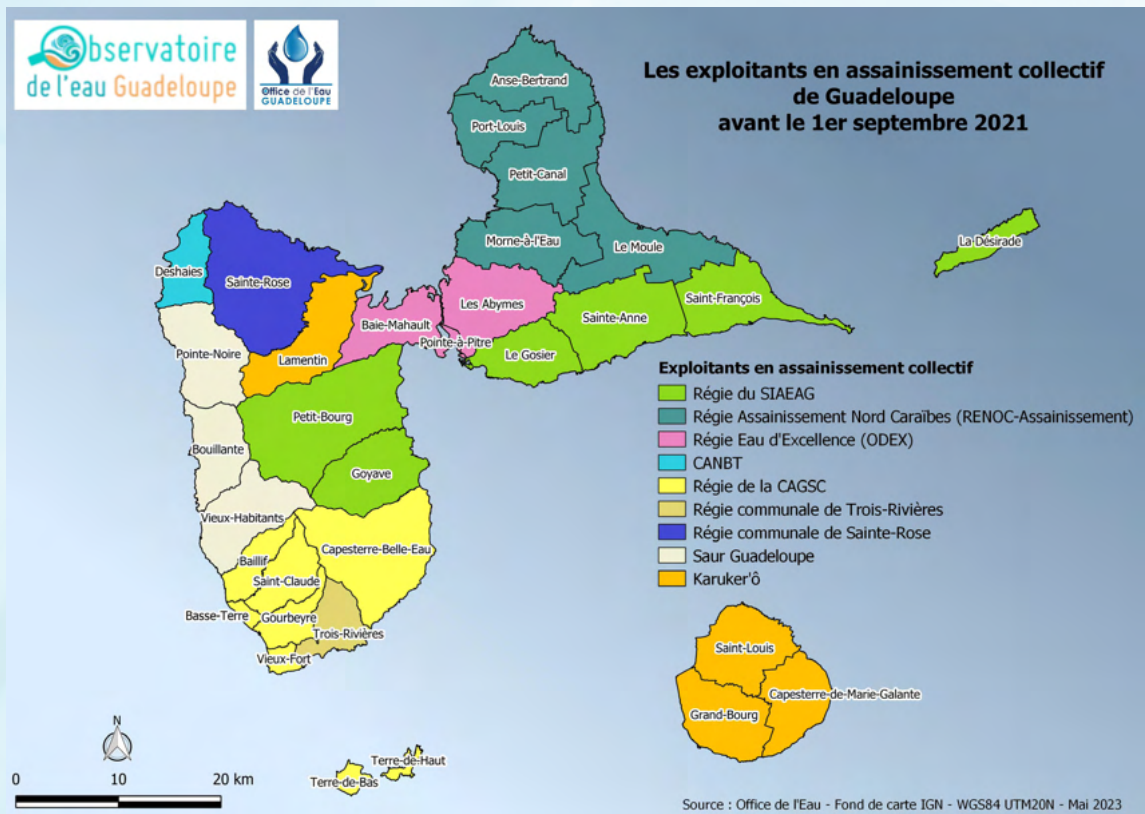 Observatoire
de l'eau Guadeloupe
Office de l'Eau
GUADELOUPE
Les exploitants en assainissement collectif
de Guadeloupe
avant le 1er septembre 2021
Anse-Bertrand
Port-Louis
Petit-Canal
Morne-à-l'Eau
Le Moule
La Désirade
Deshaies
Sainte-Rose
Les Abymes
Saint-François
Baie-Mahault
Sainte-Anne
Pointe-à-Pitre
Le Gosier
Pointe-Noire
Lamentin
Petit-Bourg
Bouillante
Goyave
Vieux-Habitants
Capesterre-Belle-Eau
Baillif
Saint-Claude
Basse-Terre
Gourbeyre
Trois-Rivières
Vieux-Fort
Exploitants en assainissement collectif
Régie du SIAEAG
Régie Assainissement Nord Caraïbes (RENOC-Assainissement)
Régie Eau d'Excellence (ODEX)
CANBT
Régie de la CAGSC
Régie communale de Trois-Rivières
Régie communale de Sainte-Rose
Saur Guadeloupe
Karuker'ô
Saint-Louis
Capesterre-de-Marie-Galante
Grand-Bourg
Terre-de-Haut
Terre-de-Bas
N
0 10 20 km
Source : Office de l'Eau - Fond de carte IGN - WGS84 UTM20N - Mai 2023